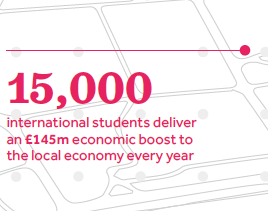 15,000
international students deliver
an £145m economic boost to
the local economy every year